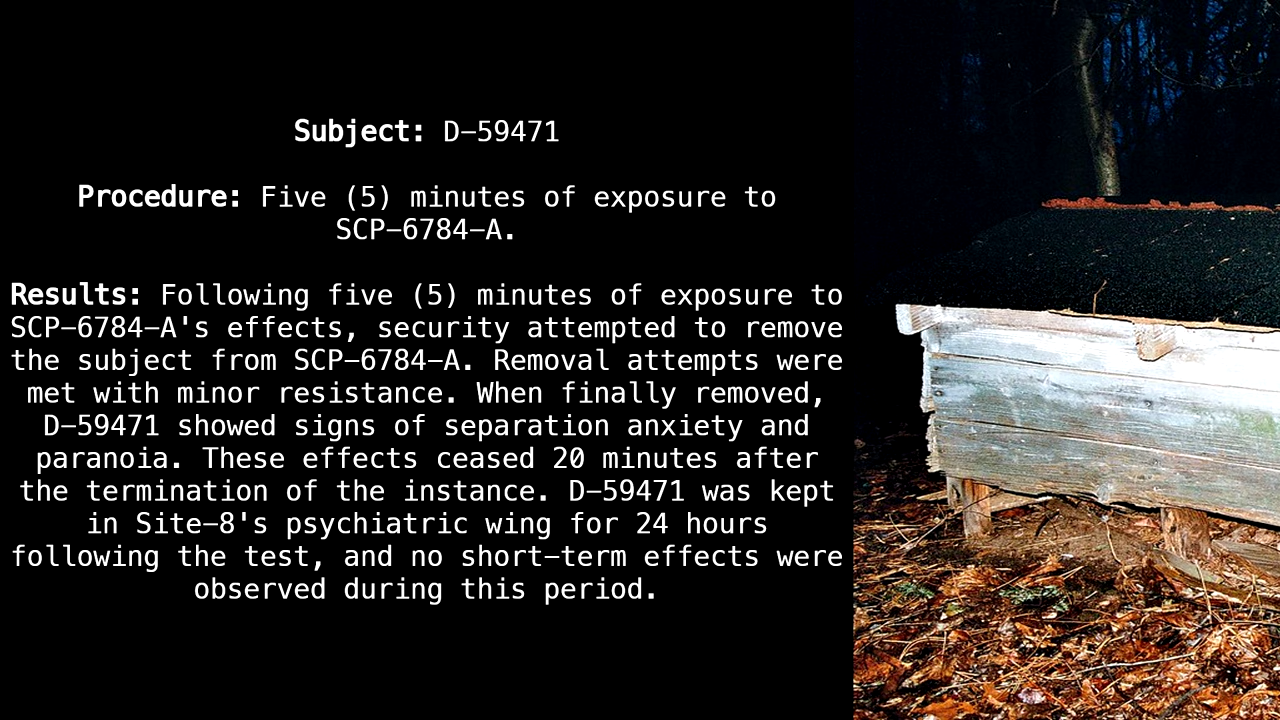 Subject: D−59471
Procedure: Five (5) minutes of exposure to
SCP−6784−A.
Results: Following five (5) minutes of exposure to
SCP−6784−A's effects, security attempted to remove
the subject from SCP−6784−A. Removal attempts were
met with minor resistance. When finally removed,
D−59471 showed signs of separation anxiety and
paranoia. These effects ceased 20 minutes after
the termination of the instance. D−59471 was kept
in Site−8's psychiatric wing for 24 hours
following the test, and no short−term effects were
observed during this period.